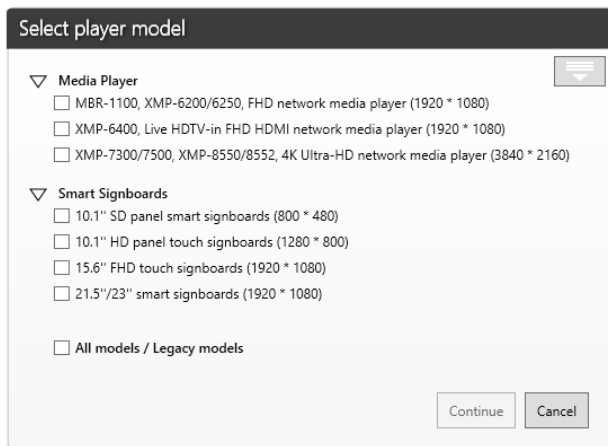 Select player model
Media Player
MBR-1100, XMP-6200/6250, FHD network media player (1920 * 1080)
XMP-6400, Live HDTV-in FHD HDMI network media player (1920 * 1080)
XMP-7300/7500, XMP-8550/8552, 4K Ultra-HD network media player (3840 * 2160)
Smart Signboards
10.1" SD panel smart signboards (800 * 480)
10.1" HD panel touch signboards (1280 * 800)
15.6" FHD touch signboards (1920 * 1080)
21.5"/23" smart signboards (1920 * 1080)
All models / Legacy models
Continue Cancel